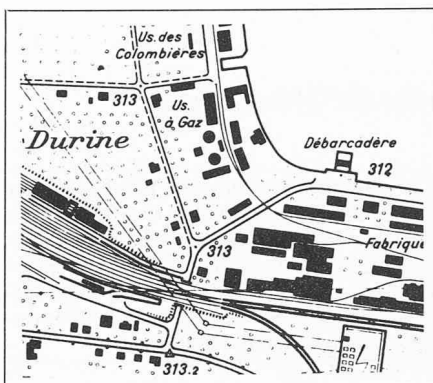 Us. des
Colombières
313
Us.
à Gaz
Durine
Débarcadère
312
313
Fabrique
313.2